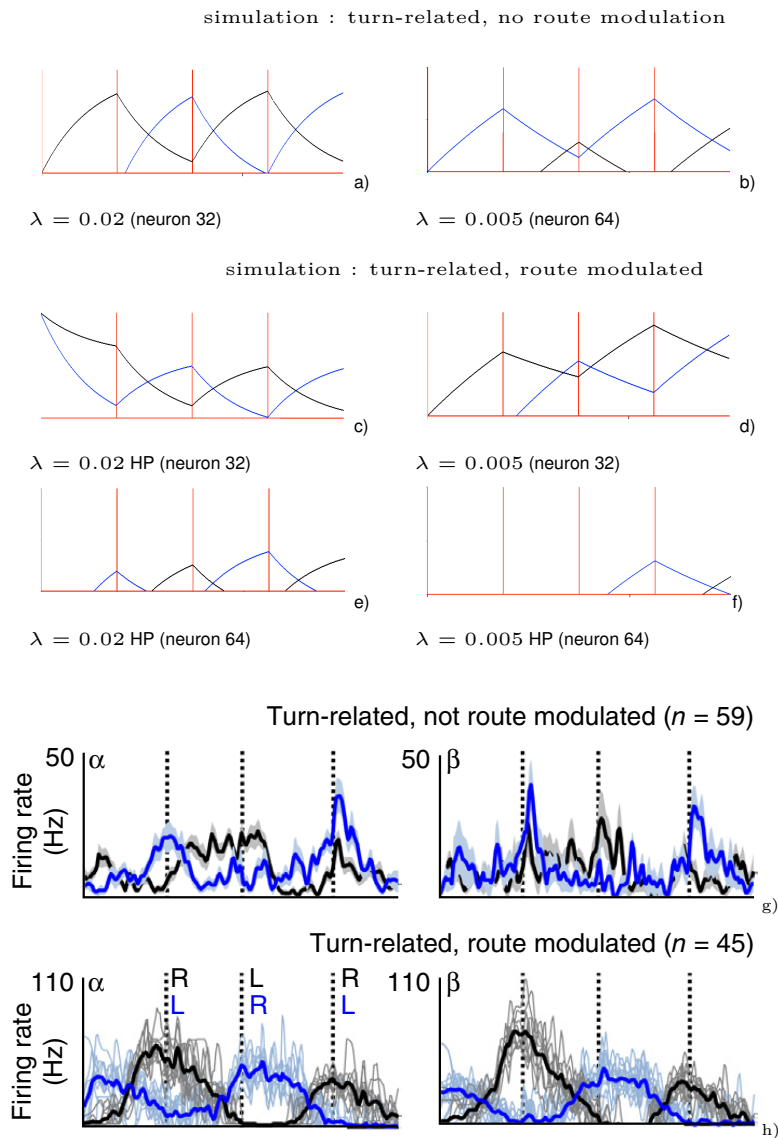 simulation : turn-related, no route modulation
a) b)
λ = 0.02 (neuron 32) λ = 0.005 (neuron 64)
simulation : turn-related, route modulated
c) d)
λ = 0.02 HP (neuron 32) λ = 0.005 (neuron 32)
e) f)
λ = 0.02 HP (neuron 64) λ = 0.005 HP (neuron 64)
Turn-related, not route modulated (n = 59)
50 α 50 β
Firing rate
(Hz)
g)
Turn-related, route modulated (n = 45)
110 α R L R 110 β
L R L
Firing rate
(Hz)
h)